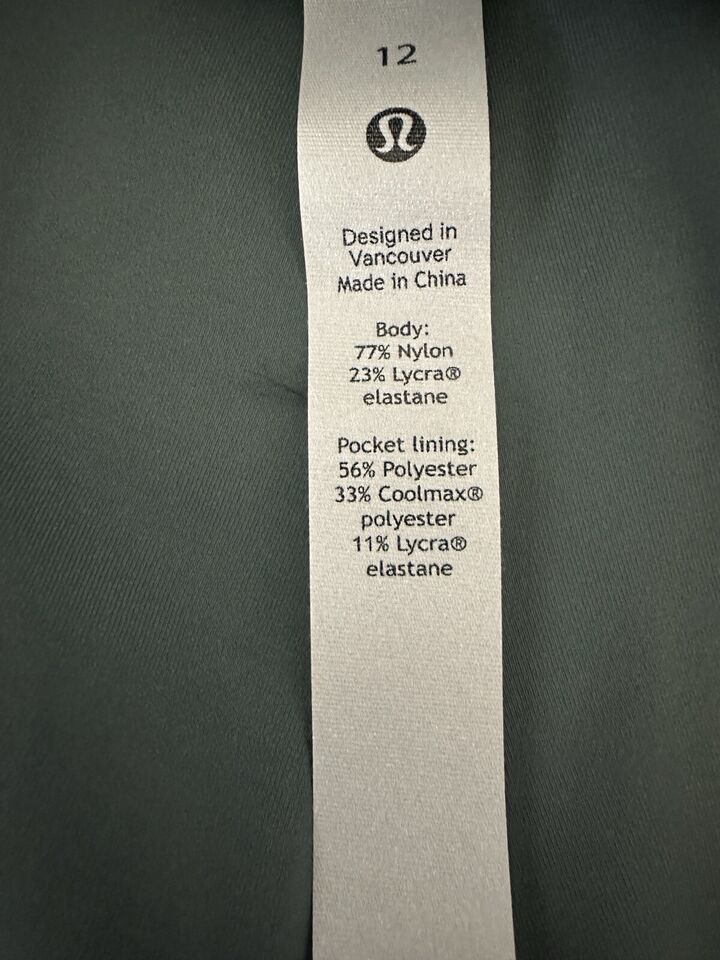 12
Designed in
Vancouver
Made in China
Body:
77% Nylon
23% Lycra®
elastane
Pocket lining:
56% Polyester
33% Coolmax®
polyester
11% Lycra®
elastane